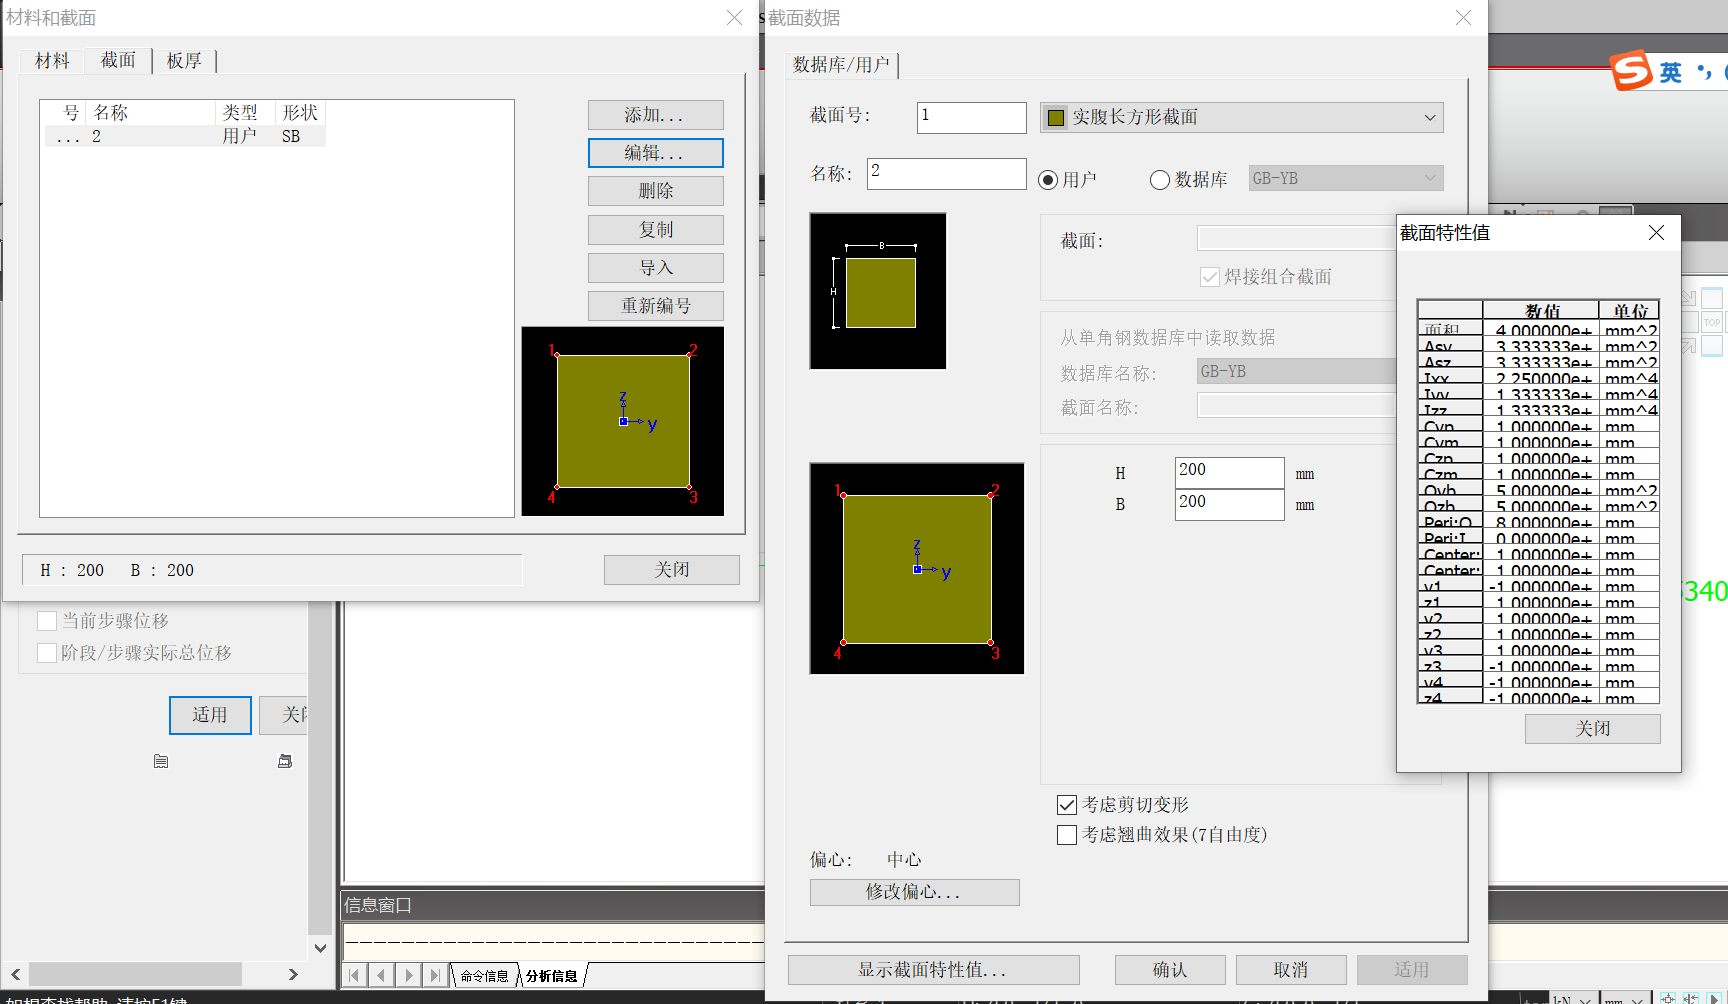 材料和截面
材料 截面 板厚
号 名称 类型 形状
... 2 用户 SB
添加...
编辑...
删除
复制
导入
重新编号
1 2
z
y
4 3
H : 200 B : 200
关闭
当前步骤位移
阶段/步骤实际总位移
适用
信息窗口
命令信息 分析信息
截面数据
数据库/用户
截面号: 1 实腹长方形截面
名称: 2 用户 数据库 GB-YB
B
H
截面:
焊接组合截面
从单角钢数据库中读取数据
数据库名称: GB-YB
截面名称:
1 2
z
y
4 3
H 200 mm
B 200 mm
考虑剪切变形
考虑翘曲效果(7自由度)
偏心: 中心
修改偏心...
显示截面特性值... 确认 取消 适用
截面特性值
数值 单位
面积 4.000000e+ mm^2
Asy 3.333333e+ mm^2
Asz 3.333333e+ mm^2
Ixx 2.250000e+ mm^4
Iyy 1.333333e+ mm^4
Izz 1.333333e+ mm^4
Cyp 1.000000e+ mm
Cym 1.000000e+ mm
Czp 1.000000e+ mm
Czm 1.000000e+ mm
Qyb 5.000000e+ mm^2
Qzb 5.000000e+ mm^2
Peri:O 8.000000e+ mm
Peri:I 0.000000e+ mm
Center: 1.000000e+ mm
Center: 1.000000e+ mm
y1 -1.000000e+ mm
z1 1.000000e+ mm
y2 1.000000e+ mm
z2 1.000000e+ mm
y3 1.000000e+ mm
z3 -1.000000e+ mm
y4 -1.000000e+ mm
z4 -1.000000e+ mm
关闭
S 英
TOP
5340
kN mm